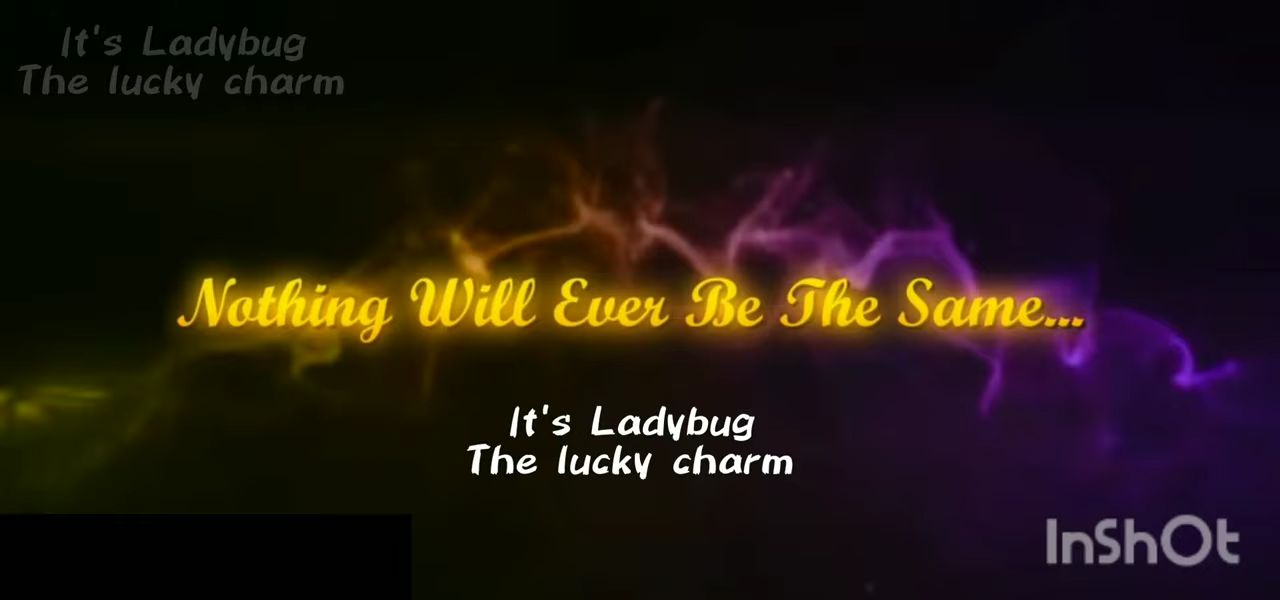 It's Ladybug
The lucky charm
Nothing Will Ever Be The Same...
It's Ladybug
The lucky charm
InShOt